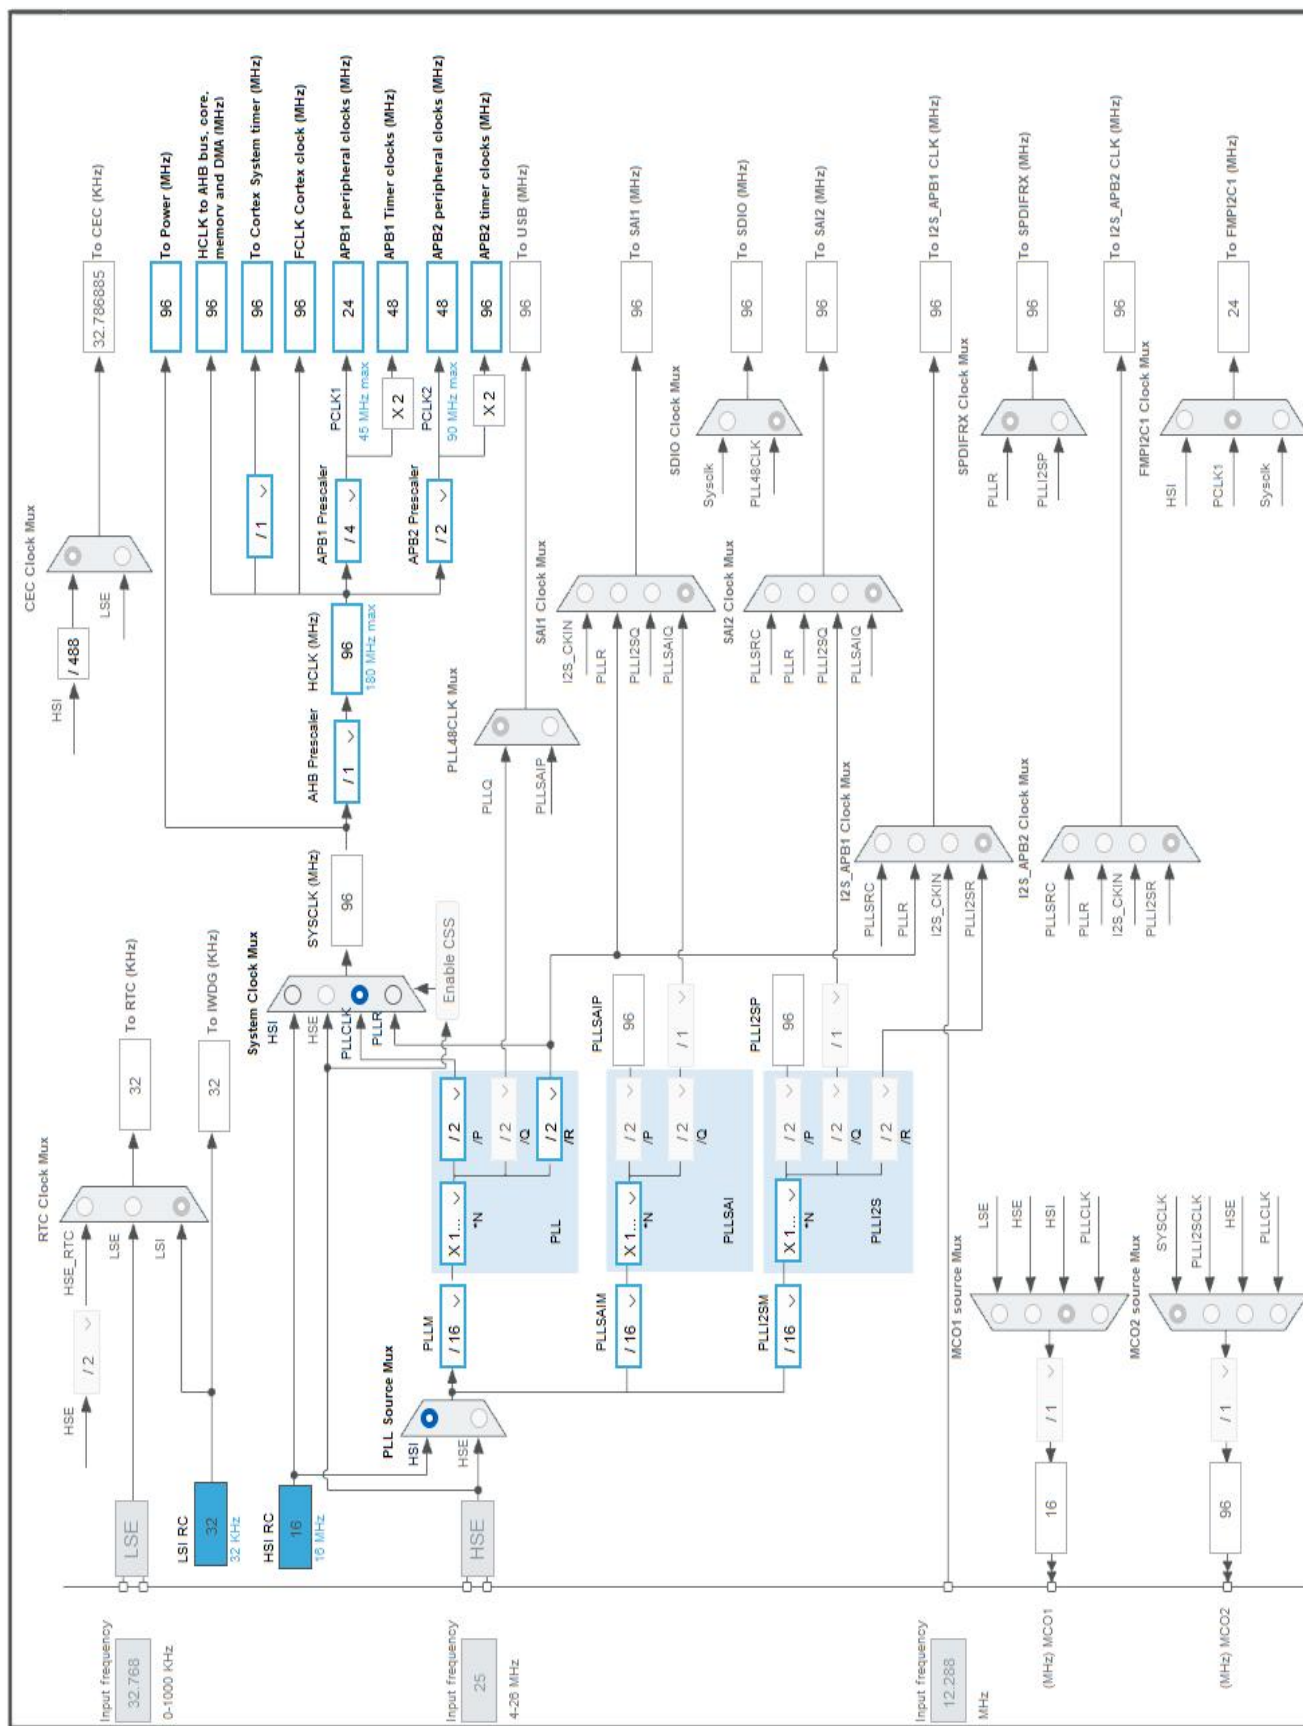 Input frequency
32.768
0-1000 KHz
LSE
HSE
/ 2
HSE_RTC
LSE
LSI
RTC Clock Mux
32
To RTC (KHz)
LSI RC
32
32 KHz
32
To IWDG (KHz)
HSI
/ 488
LSE
CEC Clock Mux
32.786885
To CEC (KHz)
HSI RC
16
16 MHz
System Clock Mux
HSI
HSE
PLLCLK
PLLR
Enable CSS
SYSCLK (MHz)
96
AHB Prescaler
/ 1
HCLK (MHz)
96
180 MHz max
/ 1
APB1 Prescaler
/ 4
PCLK1
45 MHz max
X 2
APB2 Prescaler
/ 2
PCLK2
90 MHz max
X 2
96
To Power (MHz)
96
HCLK to AHB bus, core,
memory and DMA (MHz)
96
To Cortex System timer (MHz)
96
FCLK Cortex clock (MHz)
24
APB1 peripheral clocks (MHz)
48
APB1 Timer clocks (MHz)
48
APB2 peripheral clocks (MHz)
96
APB2 timer clocks (MHz)
96
To USB (MHz)
Input frequency
25
4-26 MHz
HSE
PLL Source Mux
HSI
HSE
PLLM
/ 16
X 1...
*N
/ 2
/P
/ 2
/Q
/ 2
/R
PLL
PLLQ
PLLSAIP
PLL48CLK Mux
PLLSAIM
/ 16
X 1...
*N
/ 2
/P
/ 2
/Q
PLLSAI
PLLSAIP
96
/ 1
SAI1 Clock Mux
I2S_CKIN
PLLR
PLLI2SQ
PLLSAIQ
96
To SAI1 (MHz)
SDIO Clock Mux
Sysclk
PLL48CLK
96
To SDIO (MHz)
PLLI2SM
/ 16
X 1...
*N
/ 2
/P
/ 2
/Q
/ 2
/R
PLLI2S
PLLI2SP
96
/ 1
SAI2 Clock Mux
PLLSRC
PLLR
PLLI2SQ
PLLSAIQ
96
To SAI2 (MHz)
Input frequency
12.288
MHz
I2S_APB1 Clock Mux
PLLSRC
PLLR
I2S_CKIN
PLLI2SR
96
To I2S_APB1 CLK (MHz)
SPDIFRX Clock Mux
PLLR
PLLI2SP
96
To SPDIFRX (MHz)
I2S_APB2 Clock Mux
PLLSRC
PLLR
I2S_CKIN
PLLI2SR
96
To I2S_APB2 CLK (MHz)
FMPI2C1 Clock Mux
HSI
PCLK1
Sysclk
24
To FMPI2C1 (MHz)
(MHz) MCO1
16
/ 1
MCO1 source Mux
LSE
HSE
HSI
PLLCLK
(MHz) MCO2
96
/ 1
MCO2 source Mux
SYSCLK
PLLI2SCLK
HSE
PLLCLK